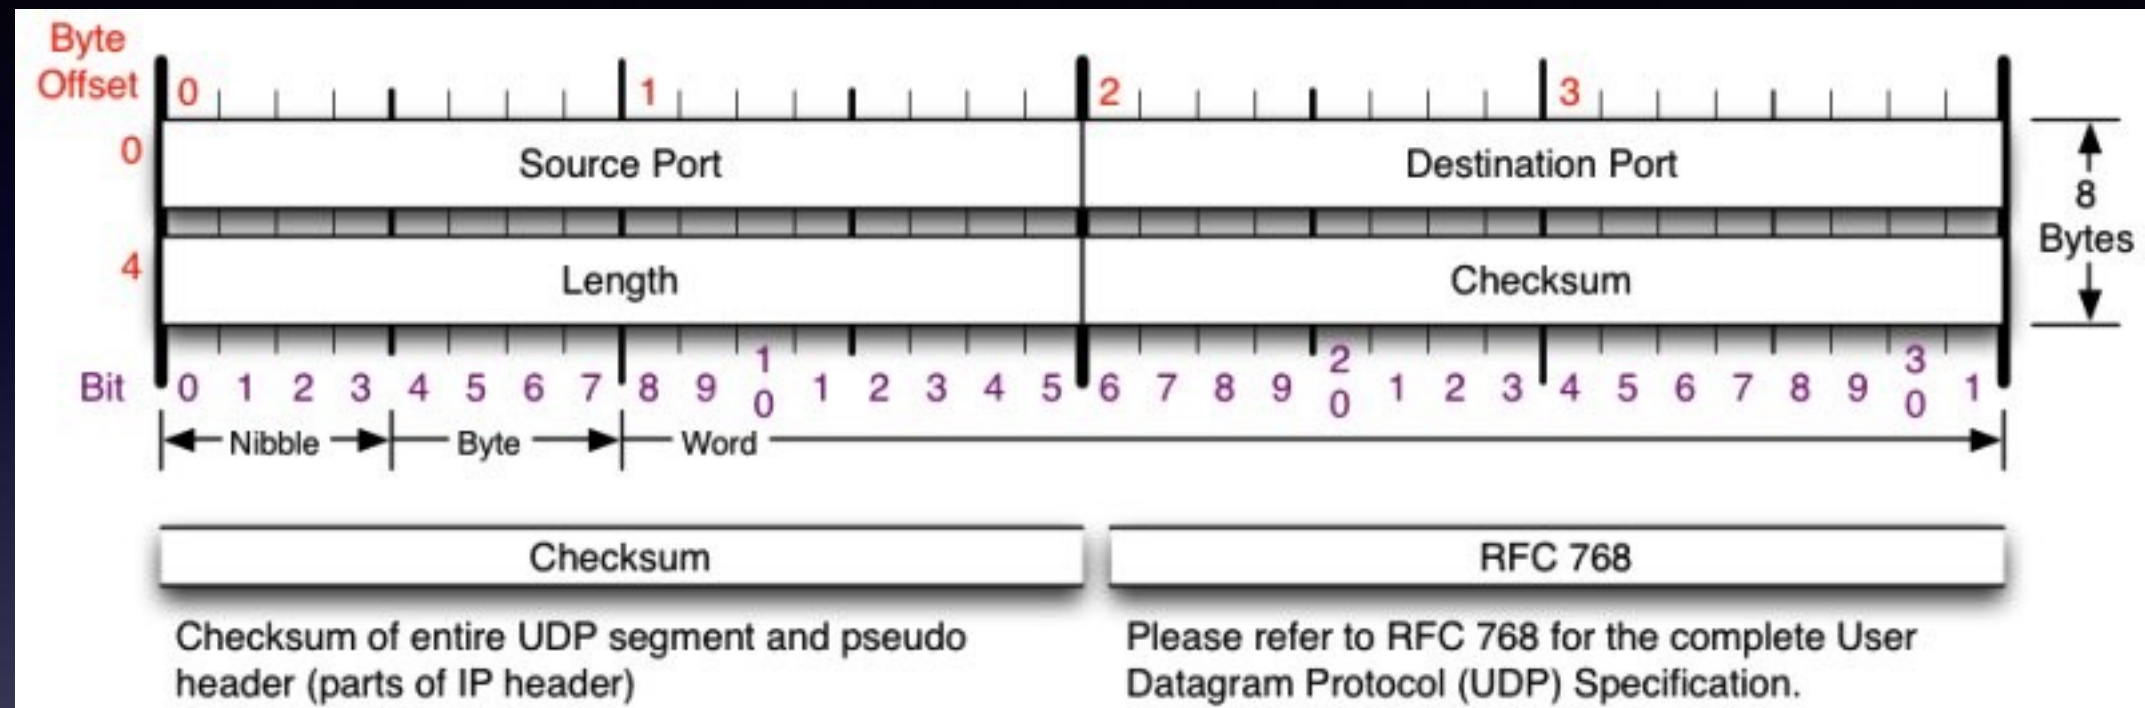 Byte
Offset
0 1 2 3
0
Source Port Destination Port
8
Bytes
4
Length Checksum
Bit 0 1 2 3 4 5 6 7 8 9 10 1 2 3 4 5 6 7 8 9 20 1 2 3 4 5 6 7 8 9 30 1
Nibble Byte Word
Checksum
Checksum of entire UDP segment and pseudo
header (parts of IP header)
RFC 768
Please refer to RFC 768 for the complete User
Datagram Protocol (UDP) Specification.